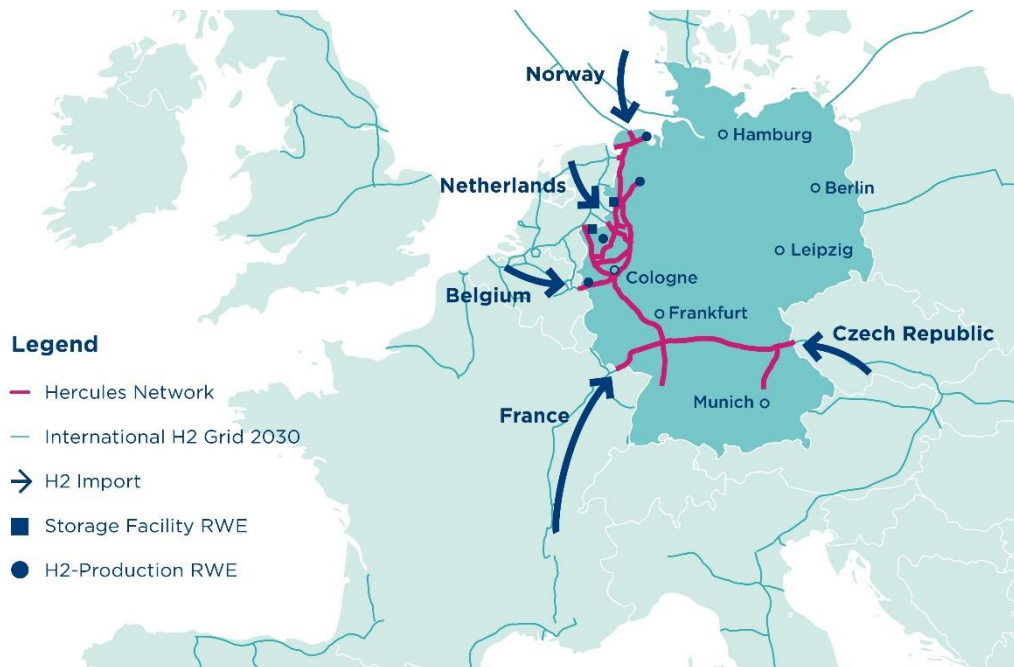 Norway
Hamburg
Netherlands
Berlin
Leipzig
Cologne
Belgium
Frankfurt
Czech Republic
Legend
Hercules Network
France
Munich
International H2 Grid 2030
H2 Import
Storage Facility RWE
H2-Production RWE